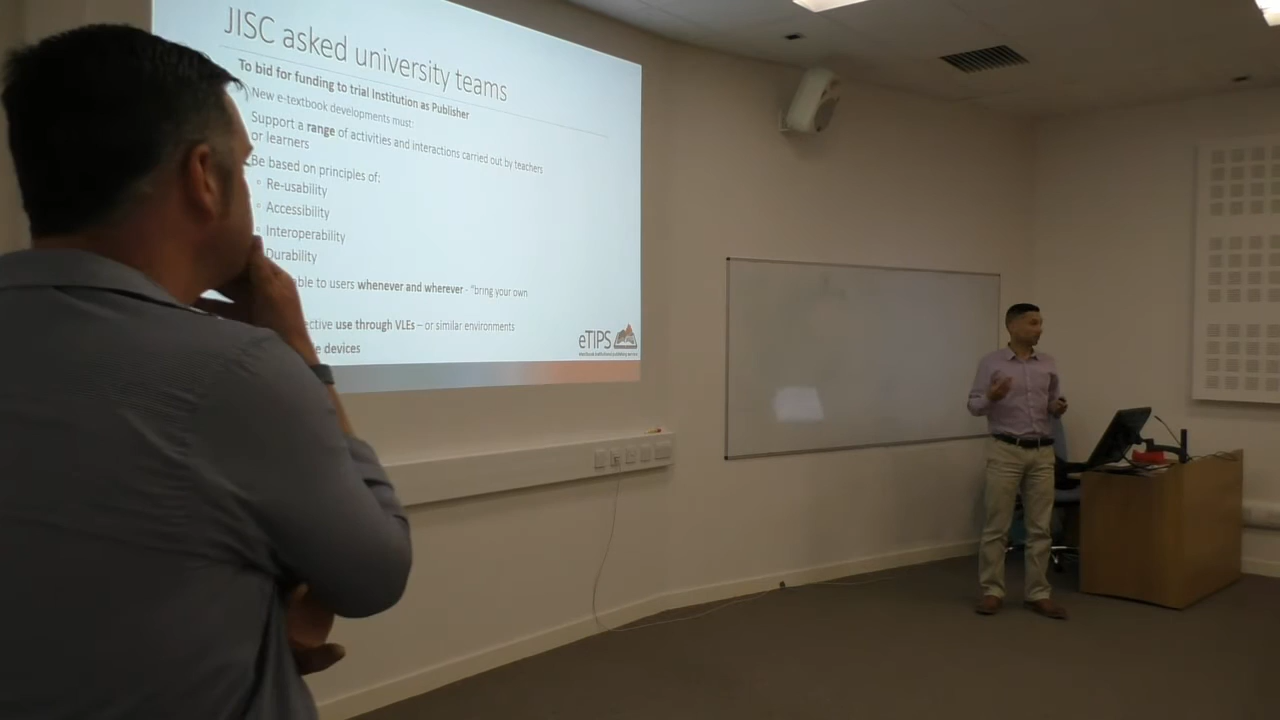 JISC asked university teams
To bid for funding to trial Institution as Publisher
New e-textbook developments must:
Support a range of activities and interactions carried out by teachers
or learners
Be based on principles of:
Re-usability
Accessibility
Interoperability
Durability
able to users whenever and wherever - "bring your own
ective use through VLEs – or similar environments
e devices
eTIPS